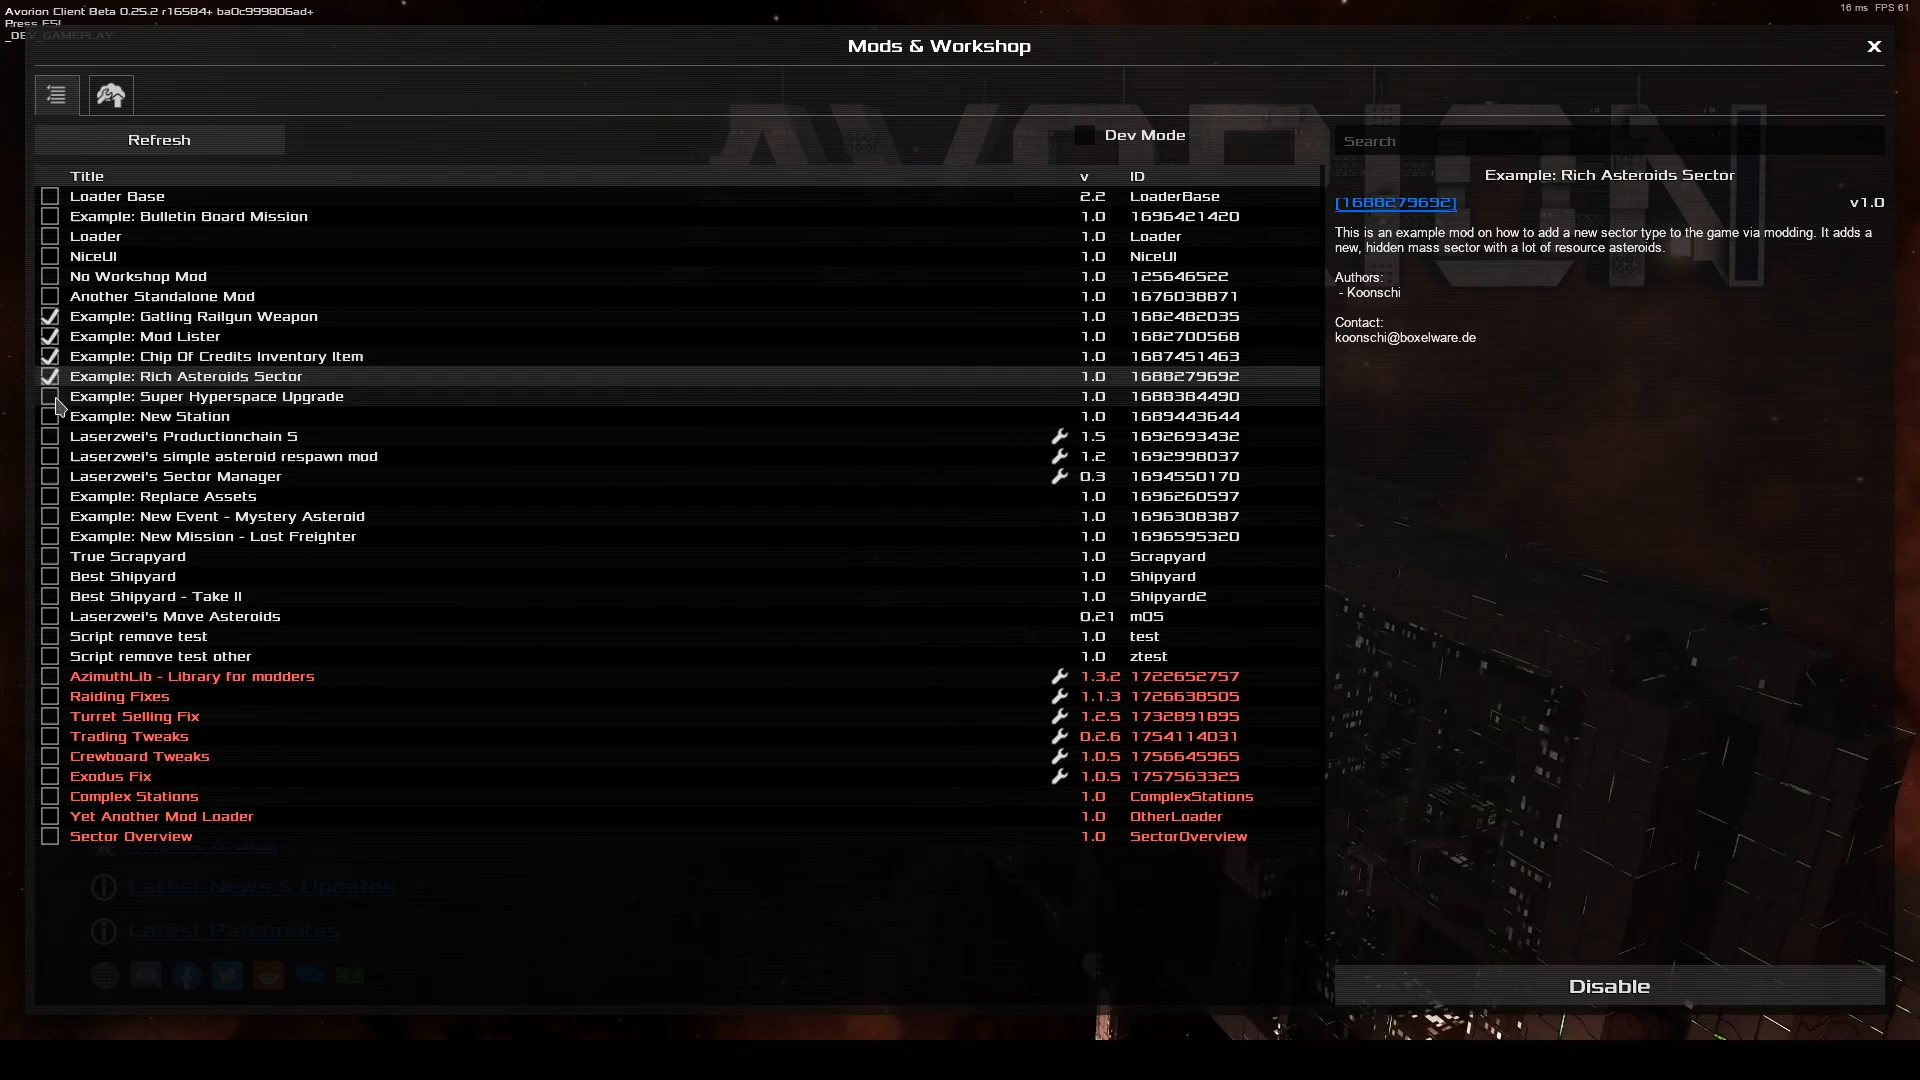 Avorion Client Beta 0.25.2 r16584+ ba0c999806ad+
16 ms FPS 61
_DEV_GAMEPLAY
Mods & Workshop
X
AVORION
Refresh
Dev Mode
Search
Title v ID
Loader Base 2.2 LoaderBase
Example: Bulletin Board Mission 1.0 1696421420
Loader 1.0 Loader
NiceUI 1.0 NiceUI
No Workshop Mod 1.0 125646522
Another Standalone Mod 1.0 1676038871
Example: Gatling Railgun Weapon 1.0 1682482035
Example: Mod Lister 1.0 1682700568
Example: Chip Of Credits Inventory Item 1.0 1687451463
Example: Rich Asteroids Sector 1.0 1688279692
Example: Super Hyperspace Upgrade 1.0 1688384490
Example: New Station 1.0 1689443644
Laserzwei's Productionchain S 1.5 1692693432
Laserzwei's simple asteroid respawn mod 1.2 1692998037
Laserzwei's Sector Manager 0.3 1694550170
Example: Replace Assets 1.0 1696260597
Example: New Event - Mystery Asteroid 1.0 1696308387
Example: New Mission - Lost Freighter 1.0 1696595320
True Scrapyard 1.0 Scrapyard
Best Shipyard 1.0 Shipyard
Best Shipyard - Take II 1.0 Shipyard2
Laserzwei's Move Asteroids 0.21 mOS
Script remove test 1.0 test
Script remove test other 1.0 ztest
AzimuthLib - Library for modders 1.3.2 1722652757
Raiding Fixes 1.1.3 1726638505
Turret Selling Fix 1.2.5 1732891895
Trading Tweaks 0.2.6 1754114031
Crewboard Tweaks 1.0.5 1756645965
Exodus Fix 1.0.5 1757563325
Complex Stations 1.0 ComplexStations
Yet Another Mod Loader 1.0 OtherLoader
Sector Overview 1.0 SectorOverview
Latest News & Updates
Latest Patchnotes
Example: Rich Asteroids Sector
[1688279692] v1.0
This is an example mod on how to add a new sector type to the game via modding. It adds a
new, hidden mass sector with a lot of resource asteroids.
Authors:
- Koonschi
Contact:
koonschi@boxelware.de
Disable